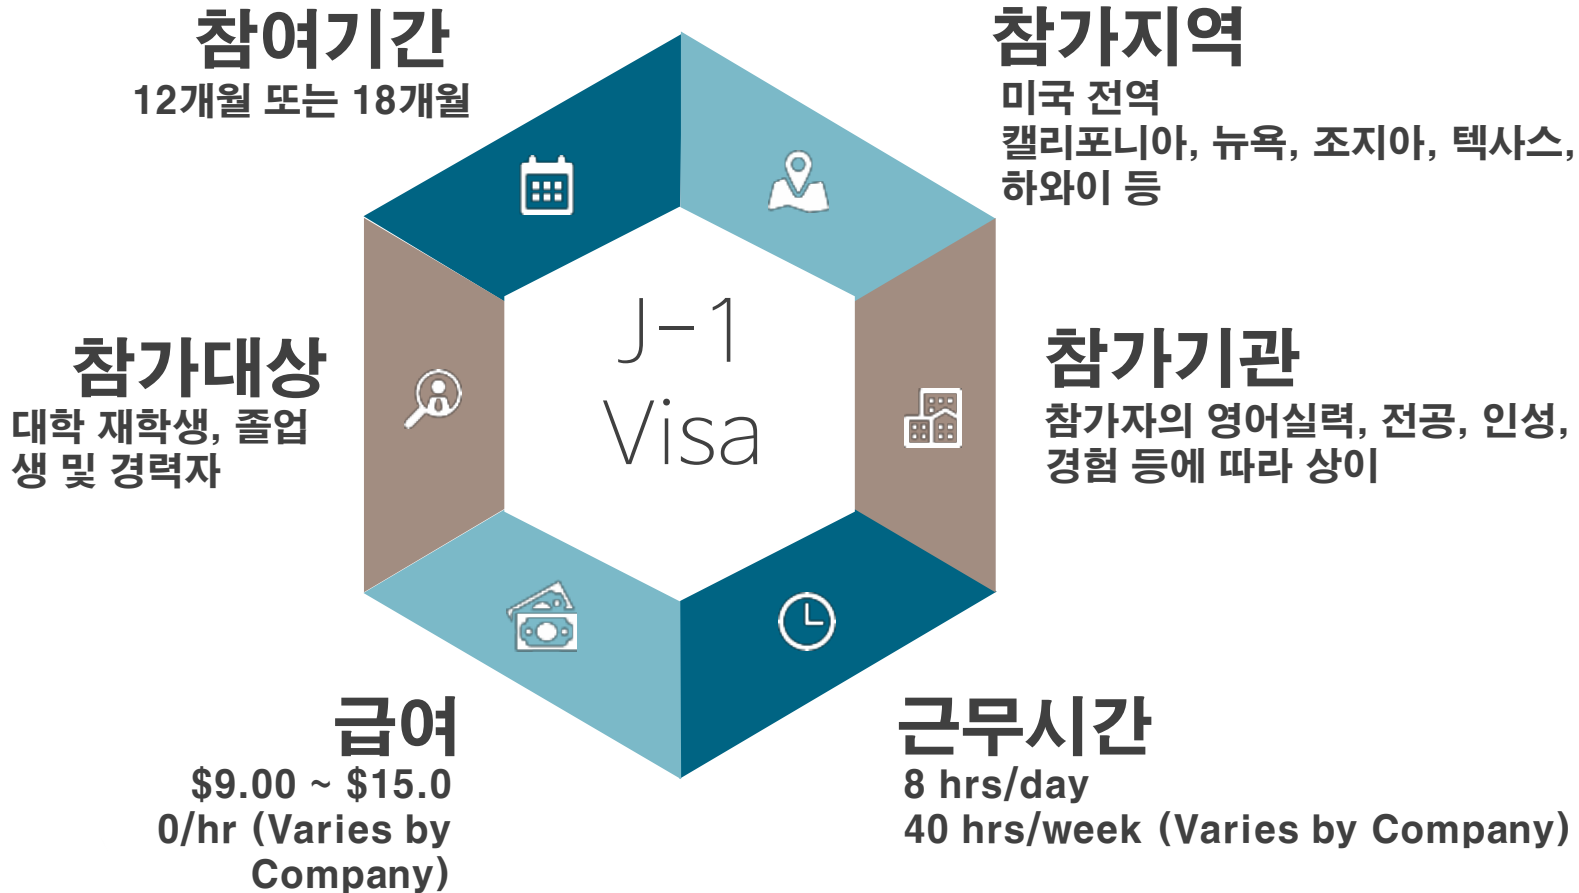 참여기간
12개월 또는 18개월
참가지역
미국 전역
캘리포니아, 뉴욕, 조지아, 텍사스,
하와이 등
참가대상
대학 재학생, 졸업
생 및 경력자
J-1
Visa
참가기관
참가자의 영어실력, 전공, 인성,
경험 등에 따라 상이
급여
$9.00 ~ $15.0
0/hr (Varies by
Company)
근무시간
8 hrs/day
40 hrs/week (Varies by Company)